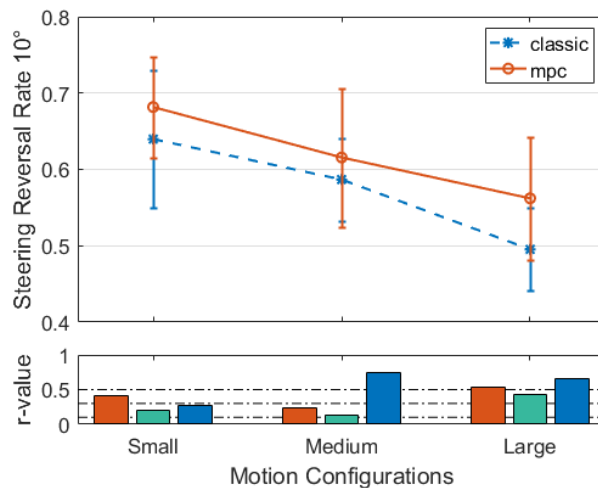 Steering Reversal Rate 10°
0.8
0.7
0.6
0.5
0.4
classic
mpc
r-value
1
0.5
0
Small Medium Large
Motion Configurations